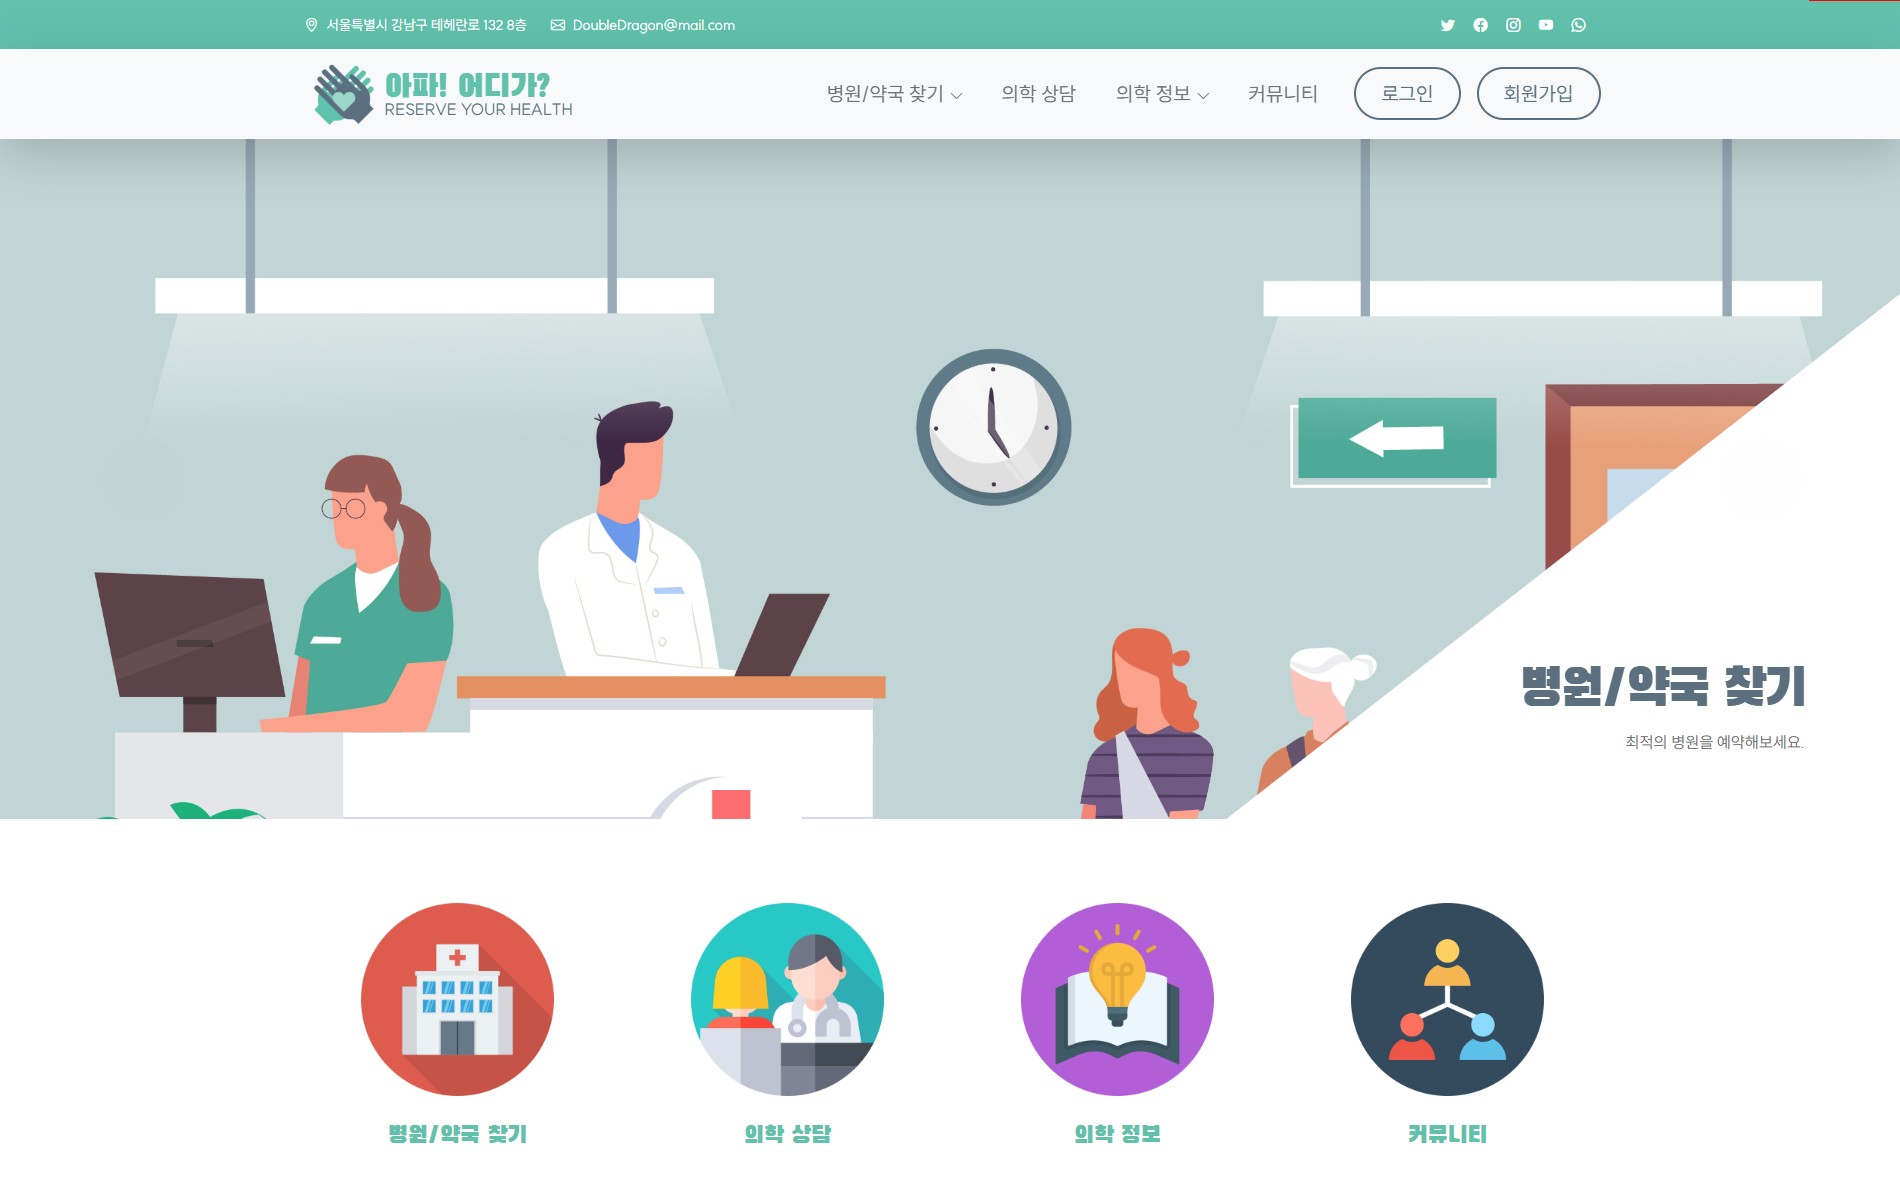 서울특별시 강남구 테헤란로 132 8층 DoubleDragon@mail.com
아파! 어디가?
RESERVE YOUR HEALTH
병원/약국 찾기 의학 상담 의학 정보 커뮤니티 로그인 회원가입
병원/약국 찾기
최적의 병원을 예약해보세요.
병원/약국 찾기 의학 상담 의학 정보 커뮤니티